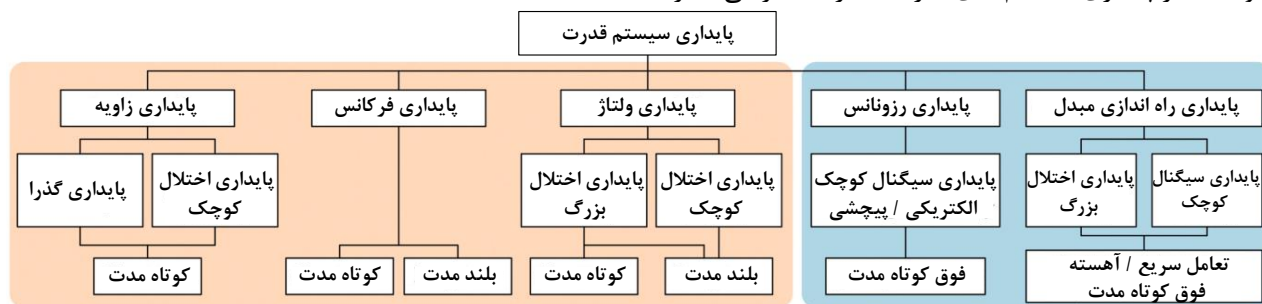 پایداری سیستم قدرت
پایداری راه اندازی مبدل
پایداری رزونانس
پایداری ولتاژ
پایداری فرکانس
پایداری زاویه
پایداری سیگنال
کوچک
پایداری اختلال
بزرگ
پایداری سیگنال کوچک
الکتریکی / پیچشی
پایداری اختلال
کوچک
پایداری اختلال
بزرگ
پایداری اختلال
کوچک
پایداری گذرا
تعامل سریع / آهسته
فوق کوتاه مدت
فوق کوتاه مدت
بلند مدت
کوتاه مدت
بلند مدت
کوتاه مدت
کوتاه مدت